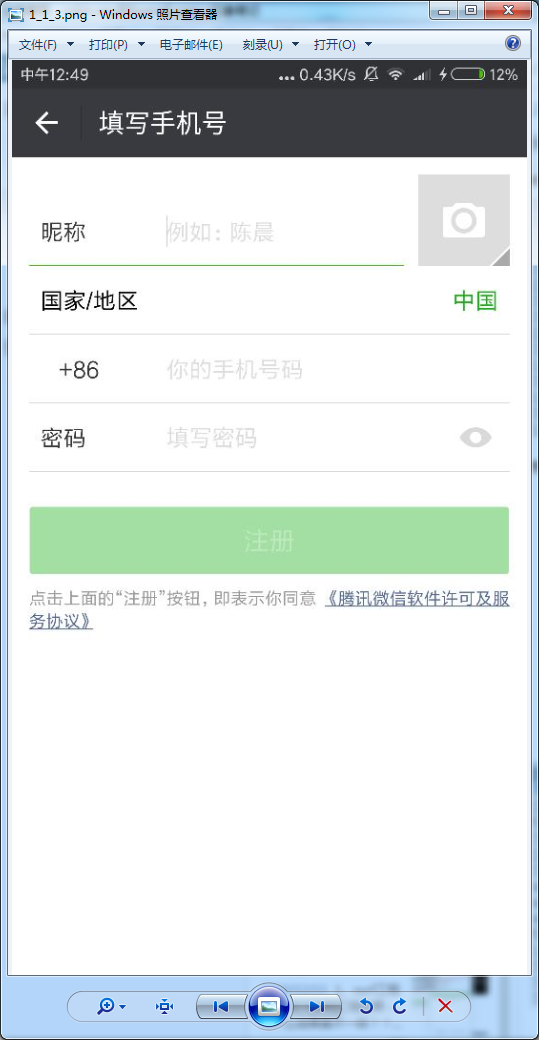 1_1_3.png - Windows 照片查看器
文件(F) 打印(P) 电子邮件(E) 刻录(U) 打开(O)
中午12:49 ... 0.43K/s 12%
填写手机号
昵称 例如：陈晨
国家/地区 中国
+86 你的手机号码
密码 填写密码
注册
点击上面的“注册”按钮，即表示你同意《腾讯微信软件许可及服
务协议》